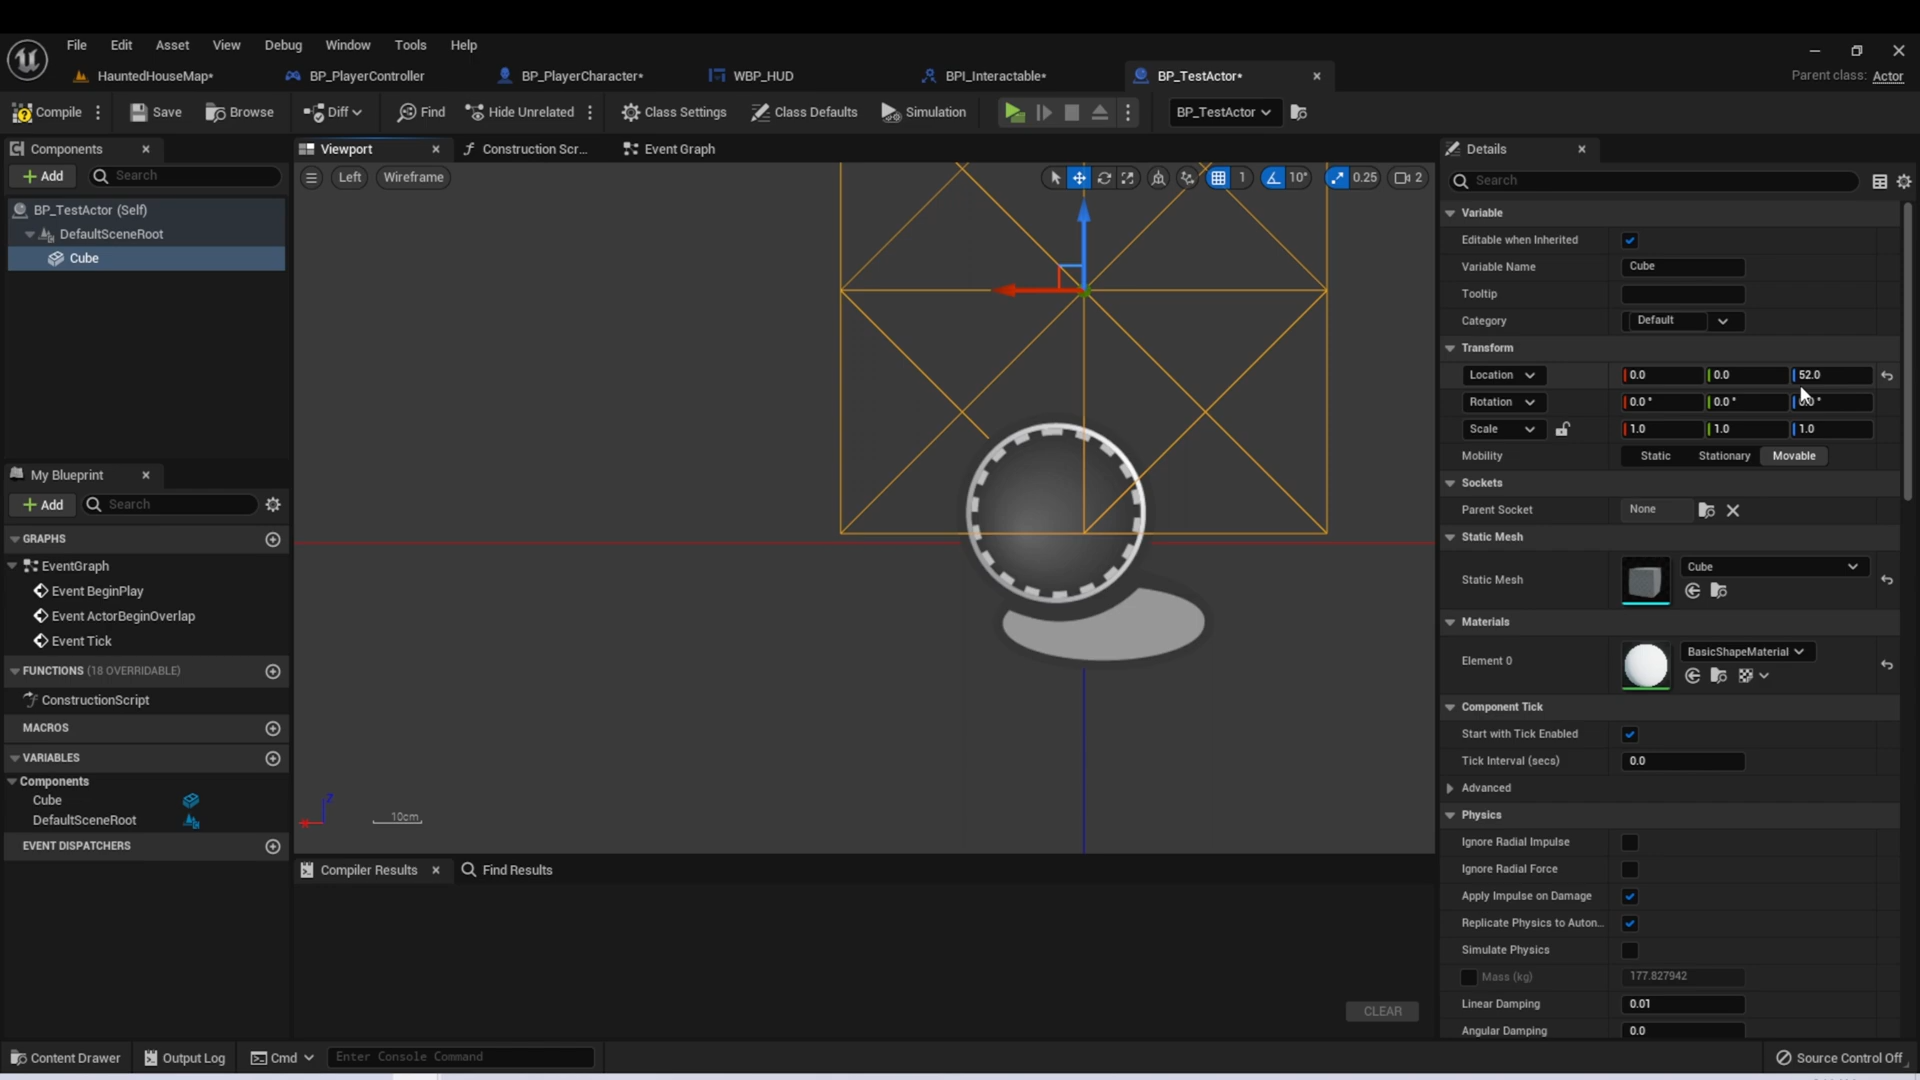 File Edit Asset View Debug Window Tools Help
HauntedHouseMap* BP_PlayerController BP_PlayerCharacter* WBP_HUD BPI_Interactable* BP_TestActor* Parent class: Actor
Compile Save Browse Diff Find Hide Unrelated Class Settings Class Defaults Simulation BP_TestActor
Components
Add Search
BP_TestActor (Self)
DefaultSceneRoot
Cube
My Blueprint
Add Search
GRAPHS
EventGraph
Event BeginPlay
Event ActorBeginOverlap
Event Tick
FUNCTIONS (18 OVERRIDABLE)
ConstructionScript
MACROS
VARIABLES
Components
Cube
DefaultSceneRoot
EVENT DISPATCHERS
Viewport Construction Scr... Event Graph
Left Wireframe 1 10° 0.25 2
Z
X
10cm
Compiler Results Find Results
CLEAR
Details
Search
Variable
Editable when Inherited
Variable Name Cube
Tooltip
Category Default
Transform
Location 0.0 0.0 52.0
Rotation 0.0° 0.0° 0.0°
Scale 1.0 1.0 1.0
Mobility Static Stationary Movable
Sockets
Parent Socket None
Static Mesh
Static Mesh Cube
Materials
Element 0 BasicShapeMaterial
Component Tick
Start with Tick Enabled
Tick Interval (secs) 0.0
Advanced
Physics
Ignore Radial Impulse
Ignore Radial Force
Apply Impulse on Damage
Replicate Physics to Auton...
Simulate Physics
Mass (kg) 177.827942
Linear Damping 0.01
Angular Damping 0.0
Content Drawer Output Log Cmd Enter Console Command Source Control Off